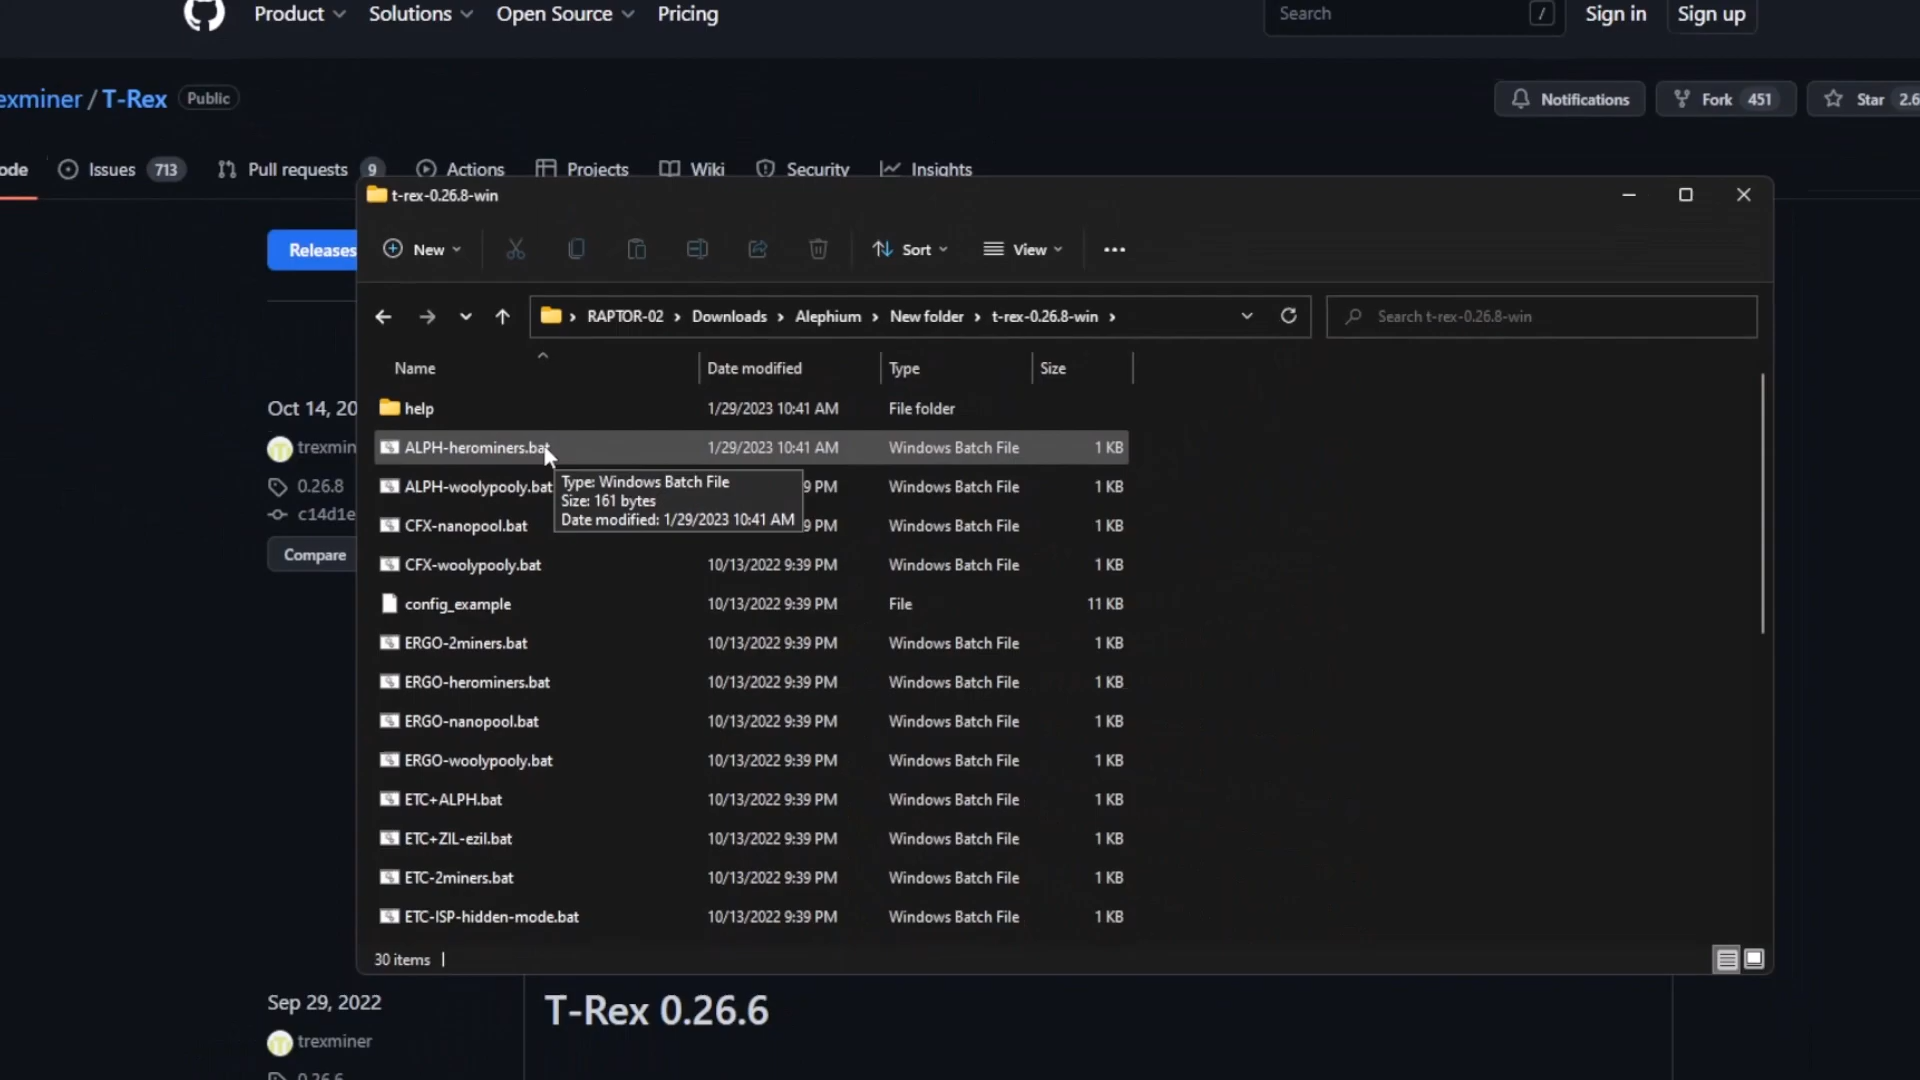 Product Solutions Open Source Pricing Search / Sign in Sign up
exminer / T-Rex Public Notifications Fork 451 Star 2.6
ode Issues 713 Pull requests 9 Actions Projects Wiki Security Insights
t-rex-0.26.8-win
Releases New Sort View
RAPTOR-02 Downloads Alephium New folder t-rex-0.26.8-win Search t-rex-0.26.8-win
Name Date modified Type Size
Oct 14, 20 help 1/29/2023 10:41 AM File folder
trexmin ALPH-herominers.bat 1/29/2023 10:41 AM Windows Batch File 1 KB
0.26.8 ALPH-woolypooly.bat 9 PM Windows Batch File 1 KB
Type: Windows Batch File
Size: 161 bytes
Date modified: 1/29/2023 10:41 AM
c14d1e CFX-nanopool.bat 9 PM Windows Batch File 1 KB
Compare CFX-woolypooly.bat 10/13/2022 9:39 PM Windows Batch File 1 KB
config_example 10/13/2022 9:39 PM File 11 KB
ERGO-2miners.bat 10/13/2022 9:39 PM Windows Batch File 1 KB
ERGO-herominers.bat 10/13/2022 9:39 PM Windows Batch File 1 KB
ERGO-nanopool.bat 10/13/2022 9:39 PM Windows Batch File 1 KB
ERGO-woolypooly.bat 10/13/2022 9:39 PM Windows Batch File 1 KB
ETC+ALPH.bat 10/13/2022 9:39 PM Windows Batch File 1 KB
ETC+ZIL-ezil.bat 10/13/2022 9:39 PM Windows Batch File 1 KB
ETC-2miners.bat 10/13/2022 9:39 PM Windows Batch File 1 KB
ETC-ISP-hidden-mode.bat 10/13/2022 9:39 PM Windows Batch File 1 KB
30 items
Sep 29, 2022 T-Rex 0.26.6
trexminer
0.26.6